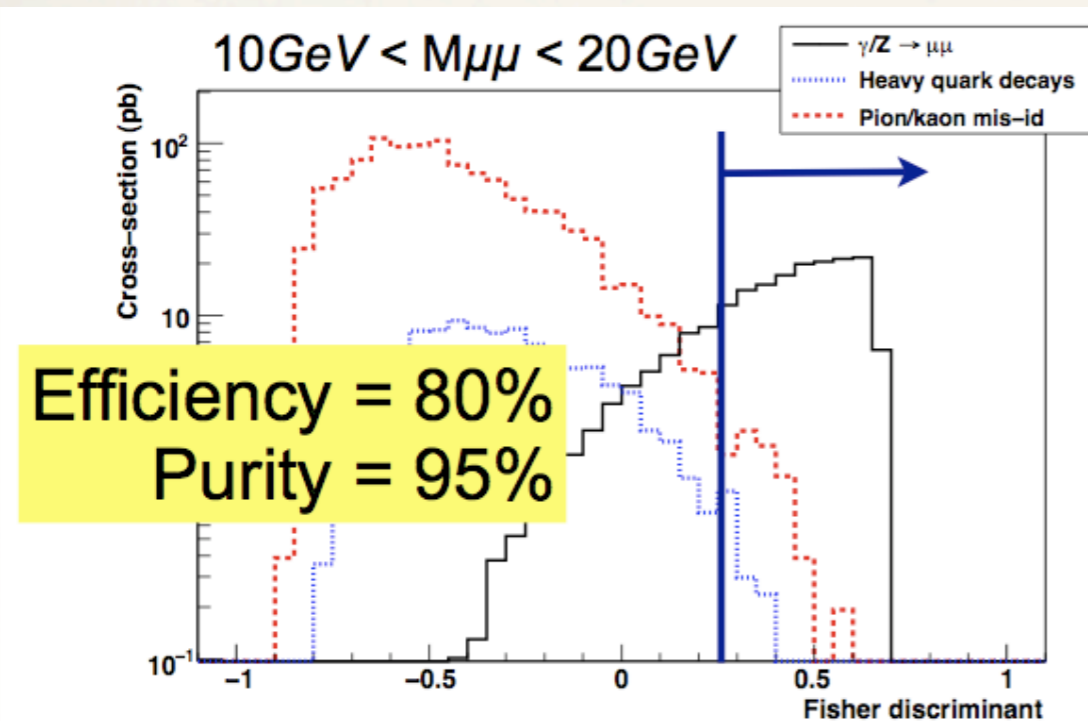 10GeV < Mμμ < 20GeV
γ/Z → μμ
Heavy quark decays
Pion/kaon mis-id
Cross-section (pb)
10²
10
10⁻¹
Efficiency = 80%
Purity = 95%
-1
-0.5
0
0.5
1
Fisher discriminant